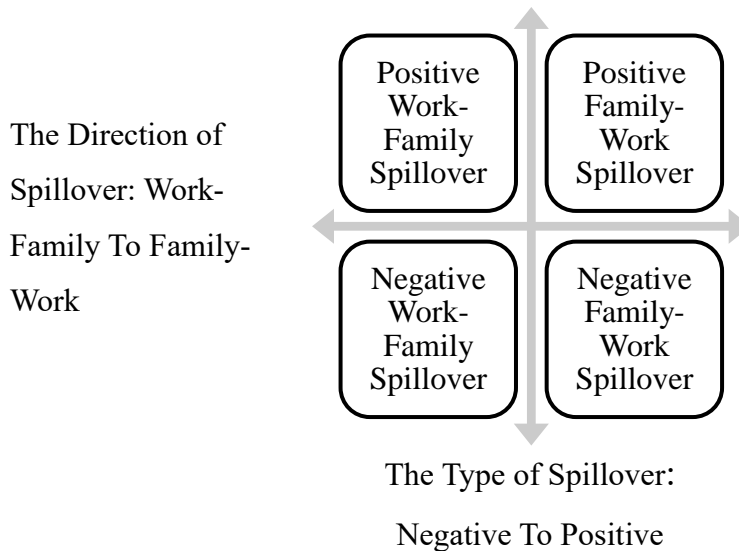 The Direction of
Spillover: Work-
Family To Family-
Work
Positive
Work-
Family
Spillover
Positive
Family-
Work
Spillover
Negative
Work-
Family
Spillover
Negative
Family-
Work
Spillover
The Type of Spillover:
Negative To Positive